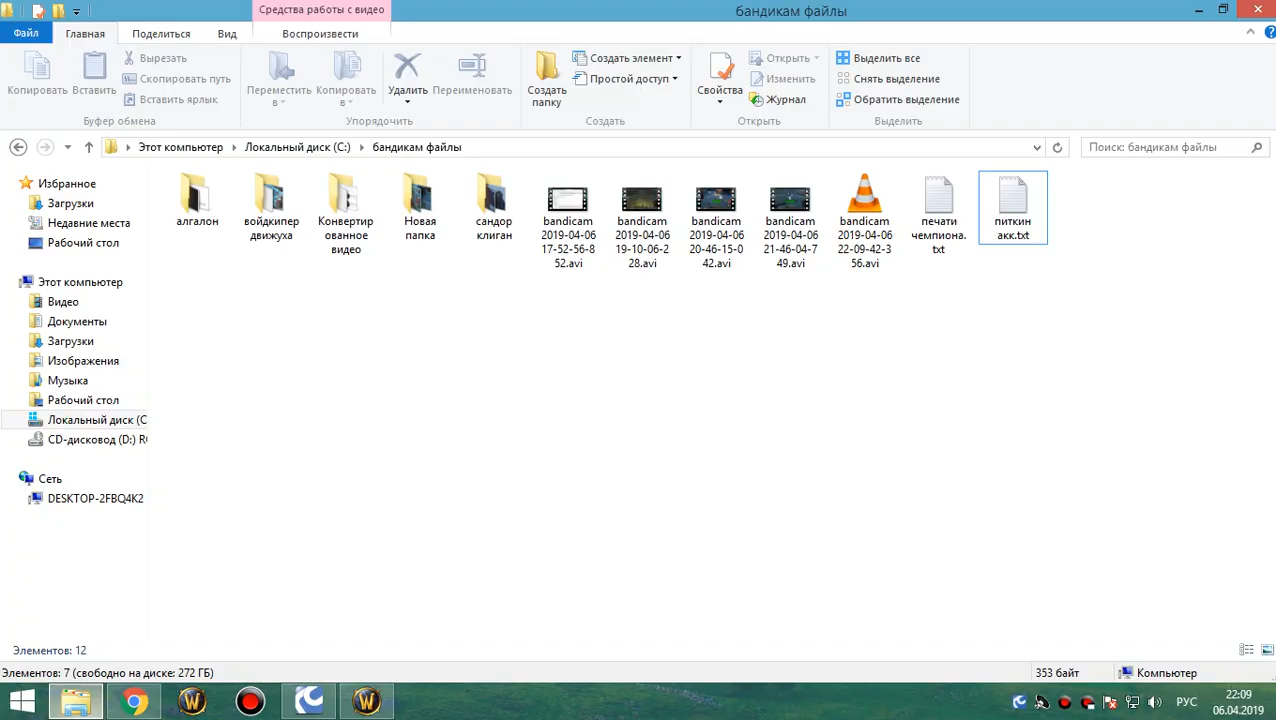 Средства работы с видео
бандикам файлы
Файл
Главная
Поделиться
Вид
Воспроизвести
Копировать
Вставить
Вырезать
Скопировать путь
Вставить ярлык
Буфер обмена
Переместить
в
Копировать
в
Удалить
Переименовать
Упорядочить
Создать
папку
Создать элемент
Простой доступ
Создать
Свойства
Открыть
Изменить
Журнал
Открыть
Выделить все
Снять выделение
Обратить выделение
Выделить
Этот компьютер
Локальный диск (C:)
бандикам файлы
Поиск: бандикам файлы
Избранное
Загрузки
Недавние места
Рабочий стол
Этот компьютер
Видео
Документы
Загрузки
Изображения
Музыка
Рабочий стол
Локальный диск (C
CD-дисковод (D:) R
Сеть
DESKTOP-2FBQ4K2
алгалон
войдкипер
движуха
Конвертир
ованное
видео
Новая
папка
сандор
клиган
bandicam
2019-04-06
17-52-56-8
52.avi
bandicam
2019-04-06
19-10-06-2
28.avi
bandicam
2019-04-06
20-46-15-0
42.avi
bandicam
2019-04-06
21-46-04-7
49.avi
bandicam
2019-04-06
22-09-42-3
56.avi
печати
чемпиона.
txt
питкин
акк.txt
Элементов: 12
Элементов: 7 (свободно на диске: 272 ГБ)
353 байт
Компьютер
РУС
22:09
06.04.2019